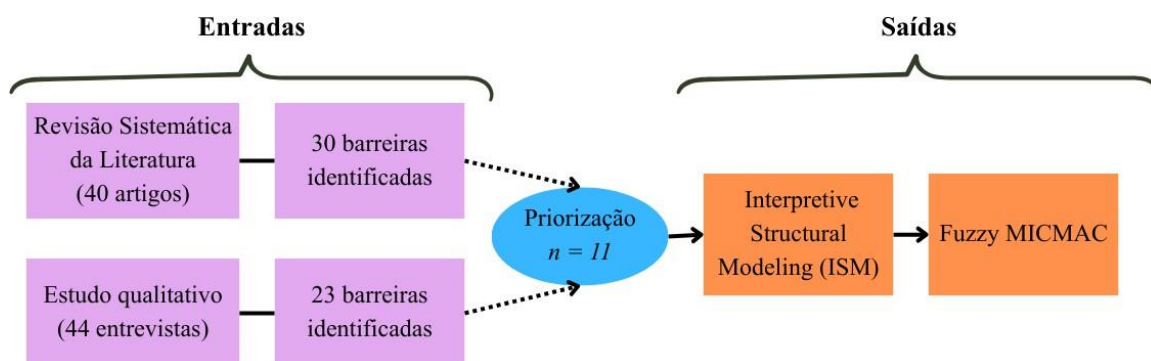 Entradas
Saídas
Revisão Sistemática
da Literatura
(40 artigos)
30 barreiras
identificadas
Estudo qualitativo
(44 entrevistas)
23 barreiras
identificadas
Priorização
n = 11
Interpretive
Structural
Modeling (ISM)
Fuzzy MICMAC